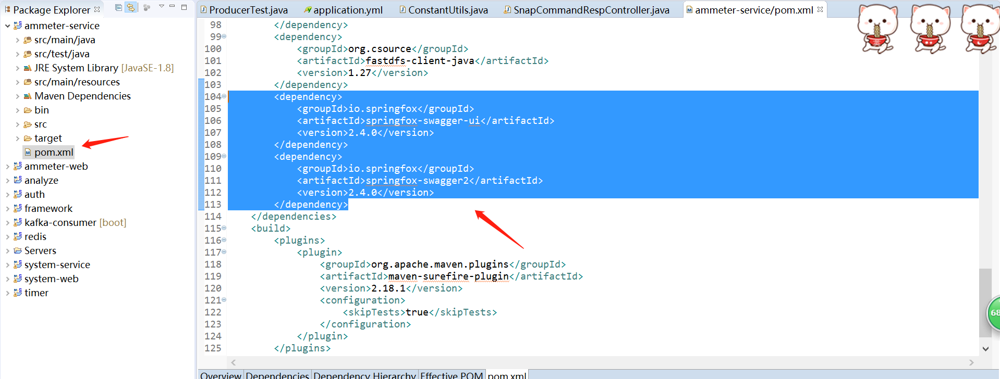 Package Explorer
ammeter-service
src/main/java
src/test/java
JRE System Library [JavaSE-1.8]
src/main/resources
Maven Dependencies
bin
src
target
pom.xml
ammeter-web
analyze
auth
framework
kafka-consumer [boot]
redis
Servers
system-service
system-web
timer
ProducerTest.java
application.yml
ConstantUtils.java
SnapCommandRespController.java
ammeter-service/pom.xml
98 </dependency>
99 <dependency>
100 <groupId>org.csource</groupId>
101 <artifactId>fastdfs-client-java</artifactId>
102 <version>1.27</version>
103 </dependency>
104 <dependency>
105 <groupId>io.springfox</groupId>
106 <artifactId>springfox-swagger-ui</artifactId>
107 <version>2.4.0</version>
108 </dependency>
109 <dependency>
110 <groupId>io.springfox</groupId>
111 <artifactId>springfox-swagger2</artifactId>
112 <version>2.4.0</version>
113 </dependency>
114 </dependencies>
115 <build>
116 <plugins>
117 <plugin>
118 <groupId>org.apache.maven.plugins</groupId>
119 <artifactId>maven-surefire-plugin</artifactId>
120 <version>2.18.1</version>
121 <configuration>
122 <skipTests>true</skipTests>
123 </configuration>
124 </plugin>
125 </plugins>
68
Overview
Dependencies
Dependency Hierarchy
Effective POM
pom.xml